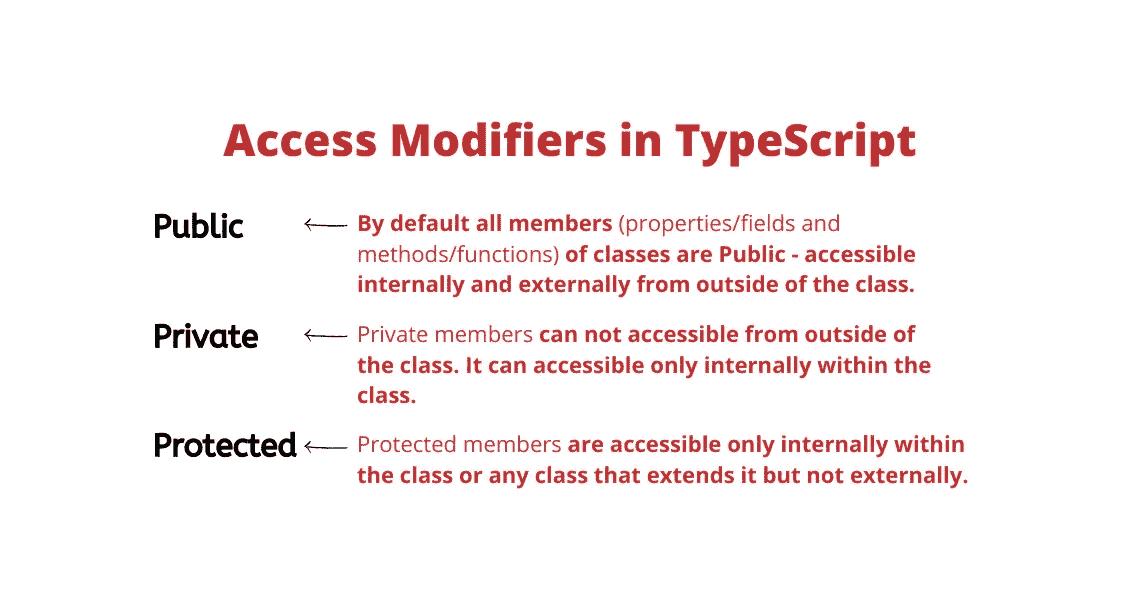 Access Modifiers in TypeScript
Public
By default all members (properties/fields and
methods/functions) of classes are Public - accessible
internally and externally from outside of the class.
Private
Private members can not accessible from outside of
the class. It can accessible only internally within the
class.
Protected
Protected members are accessible only internally within
the class or any class that extends it but not externally.